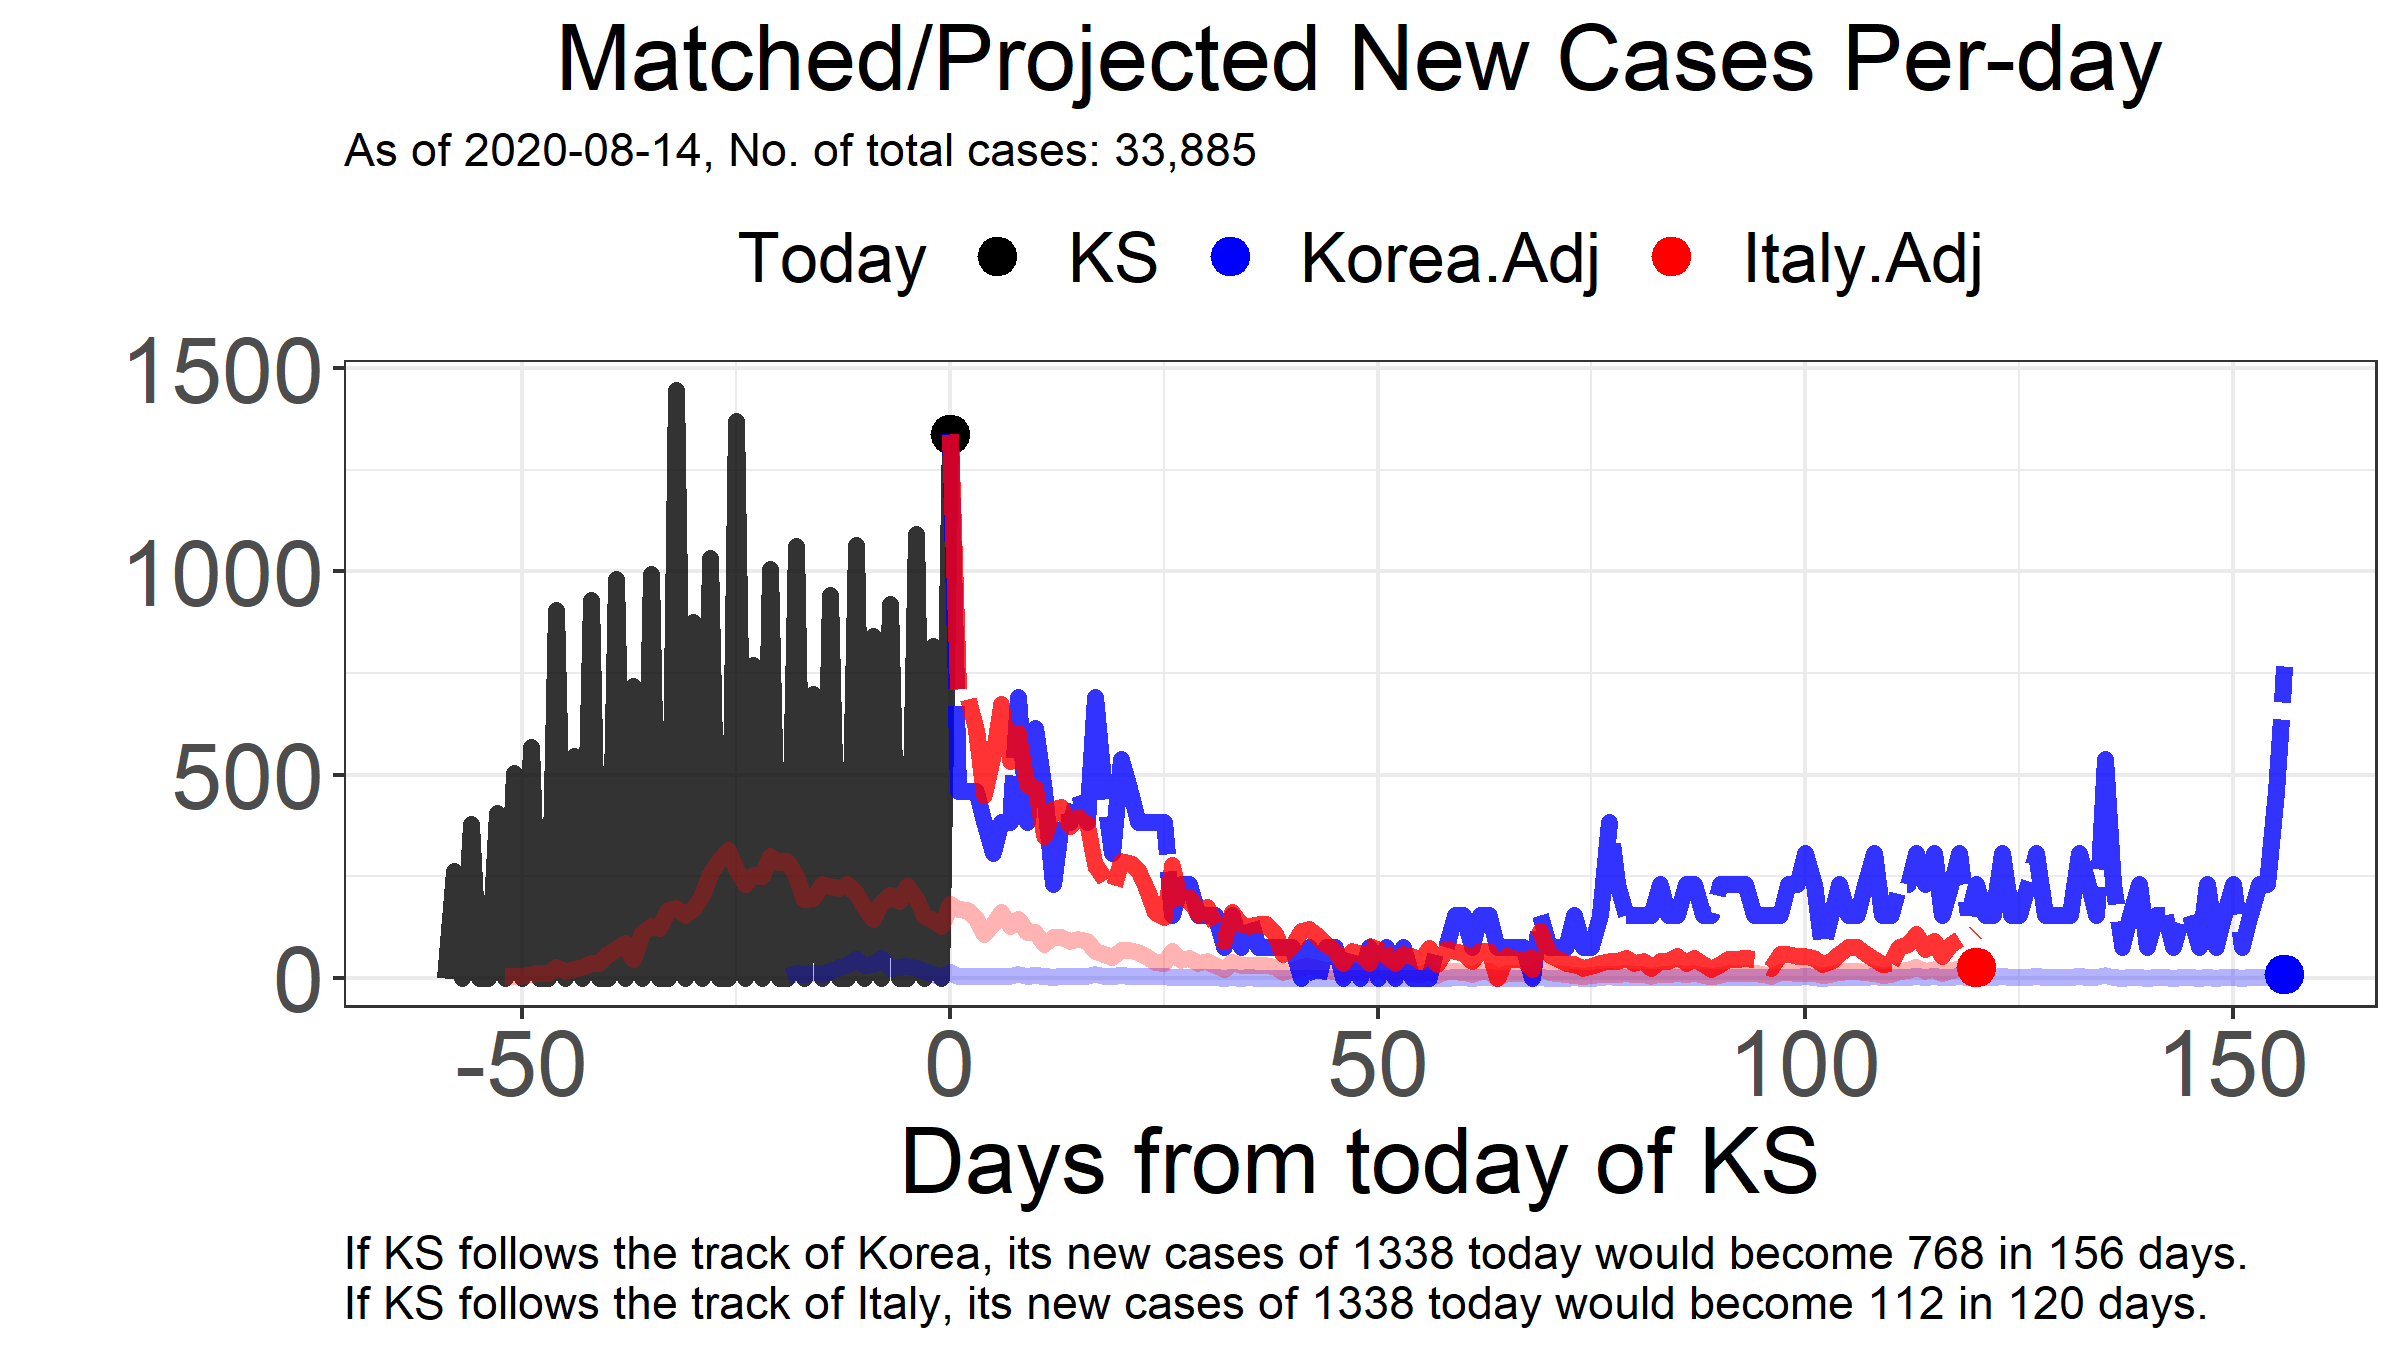 Matched/Projected New Cases Per-day
As of 2020-08-14, No. of total cases: 33,885
Today KS Korea.Adj Italy.Adj
1500
1000
500
0
-50 0 50 100 150
Days from today of KS
If KS follows the track of Korea, its new cases of 1338 today would become 768 in 156 days.
If KS follows the track of Italy, its new cases of 1338 today would become 112 in 120 days.